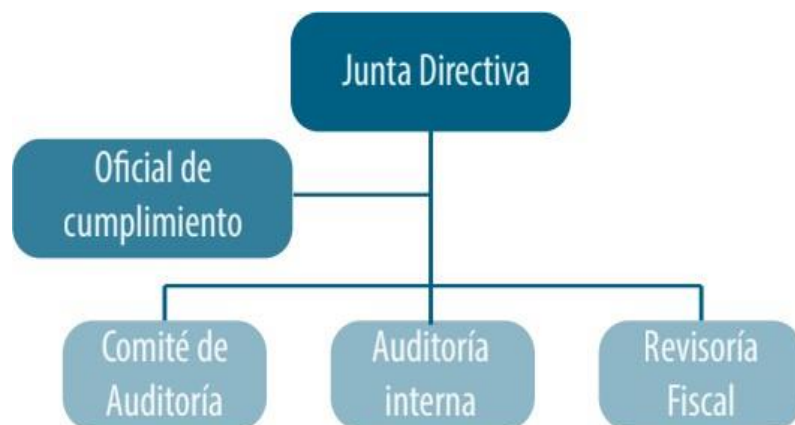 Junta Directiva
Oficial de
cumplimiento
Comité de
Auditoría
Auditoría
interna
Revisoría
Fiscal